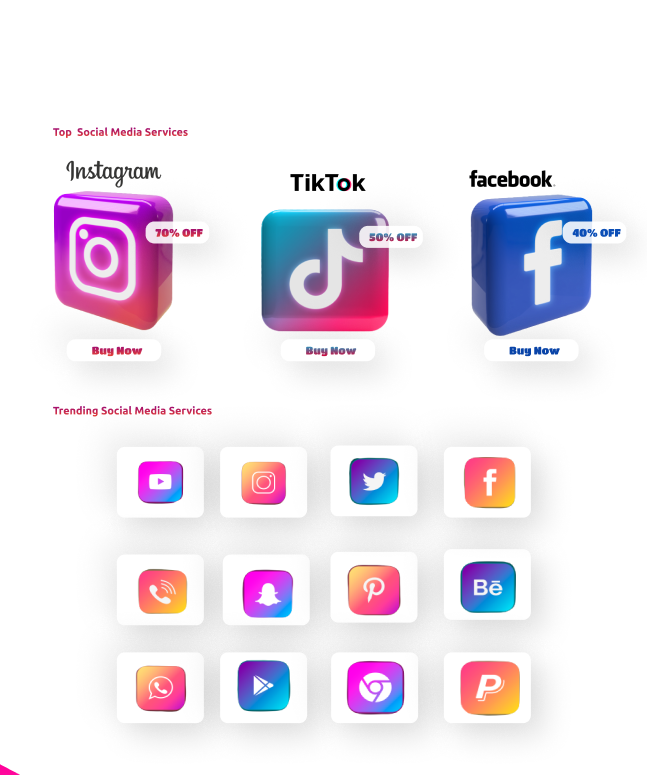 Top Social Media Services
Instagram
TikTok
facebook.
70% OFF
50% OFF
40% OFF
Buy Now
Buy Now
Buy Now
Trending Social Media Services
Bē